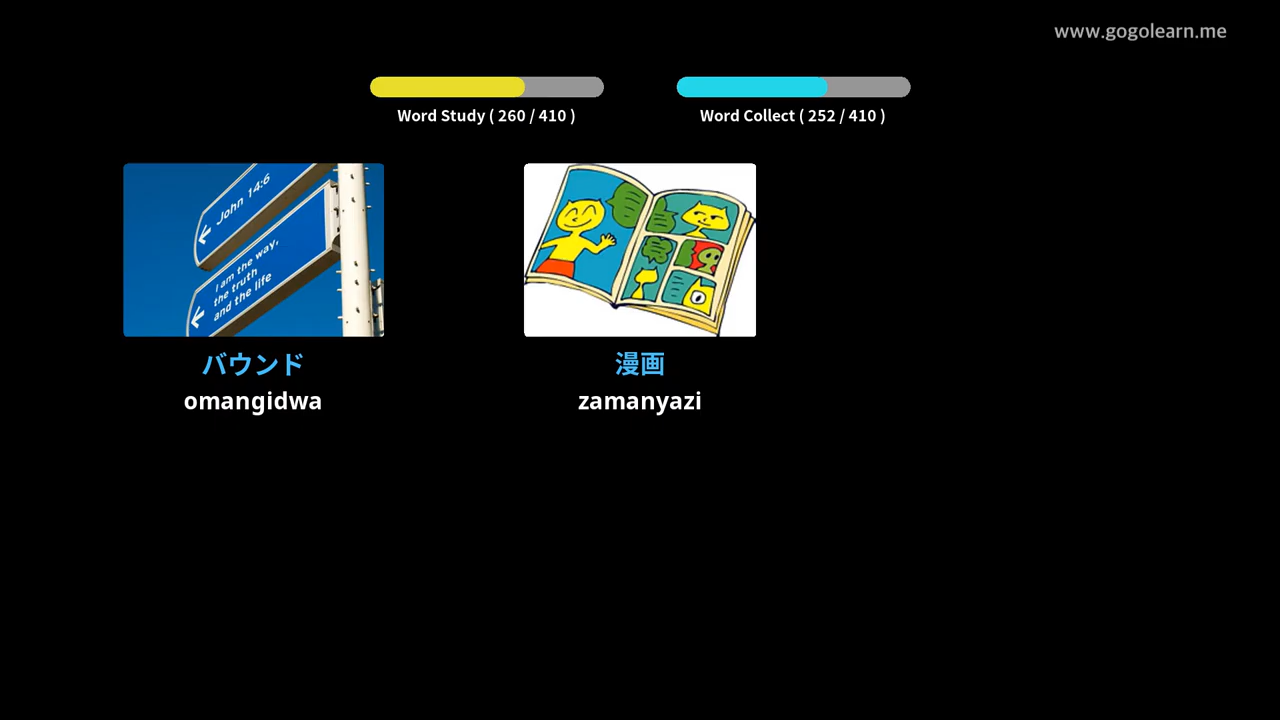 www.gogolearn.me
Word Study ( 260 / 410 )
Word Collect ( 252 / 410 )
John 14:6
I am the way,
the truth
and the life
バウンド
omangidwa
漫画
zamanyazi